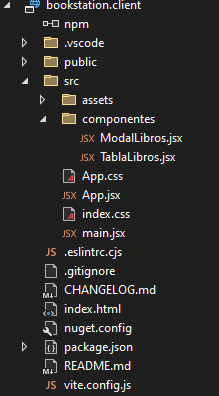 bookstation.client
npm
.vscode
public
src
assets
componentes
JSX ModalLibros.jsx
JSX TablaLibros.jsx
App.css
JSX App.jsx
index.css
JSX main.jsx
JS .eslintrc.cjs
.gitignore
M CHANGELOG.md
index.html
nuget.config
package.json
M README.md
JS vite.config.js